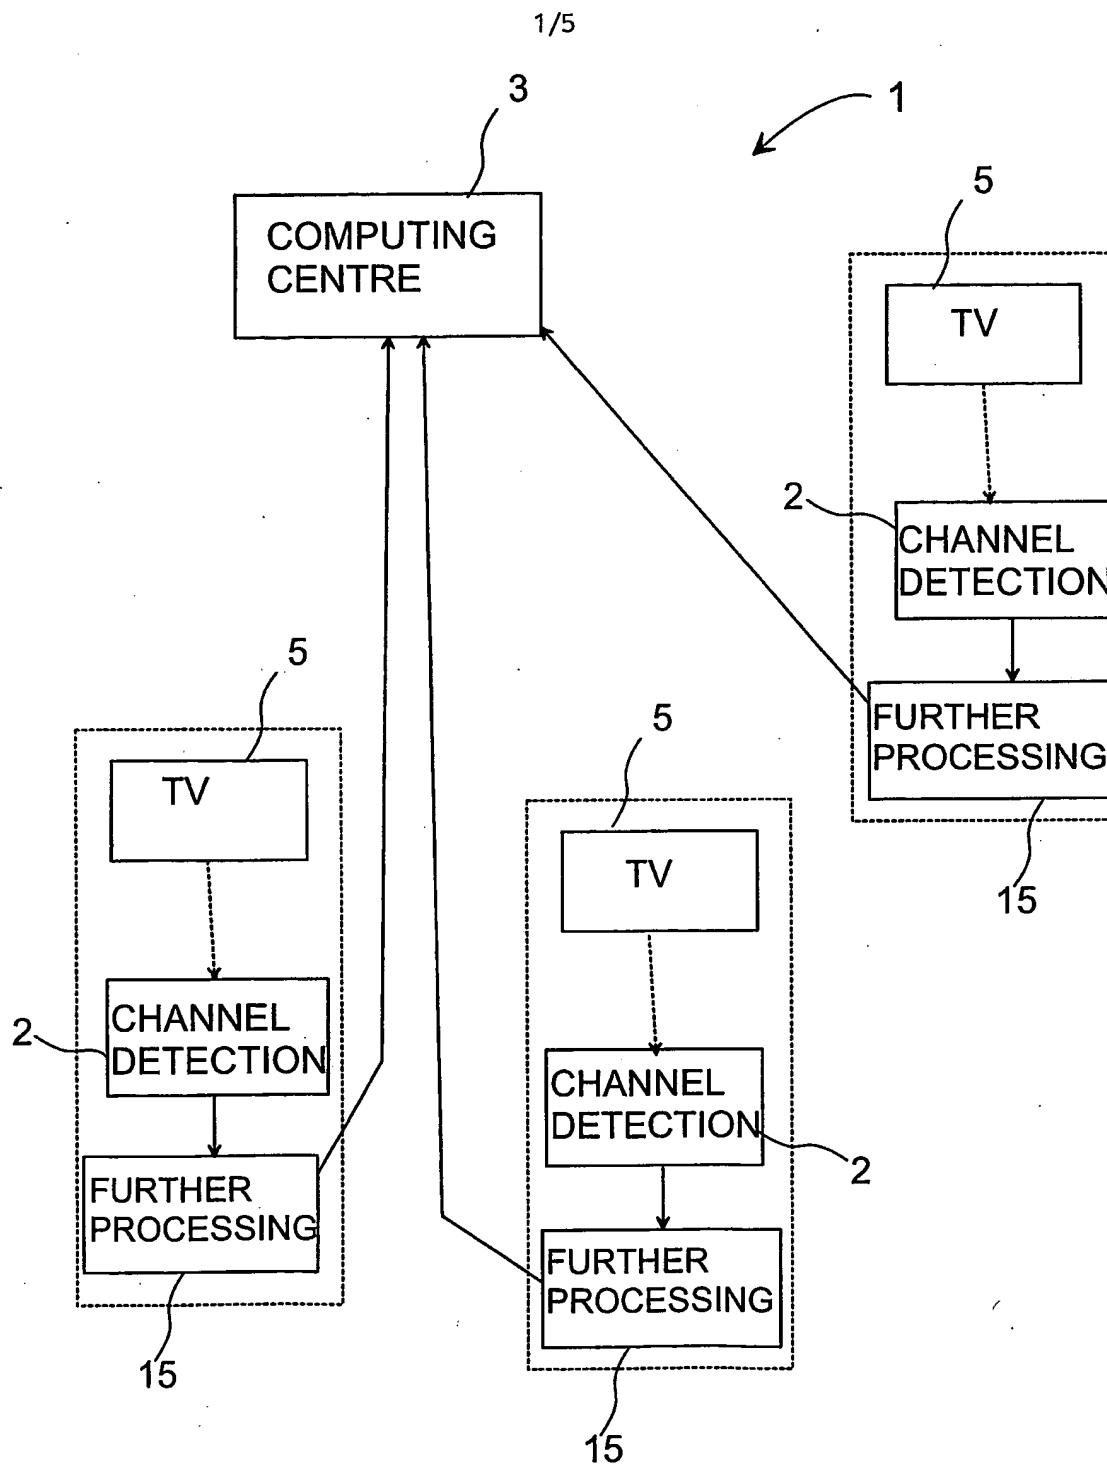 1/5
3
1
COMPUTING
CENTRE
5
TV
2
CHANNEL
DETECTION
FURTHER
PROCESSING
15
5
TV
2
CHANNEL
DETECTION
FURTHER
PROCESSING
15
5
TV
CHANNEL
DETECTION
2
FURTHER
PROCESSING
15